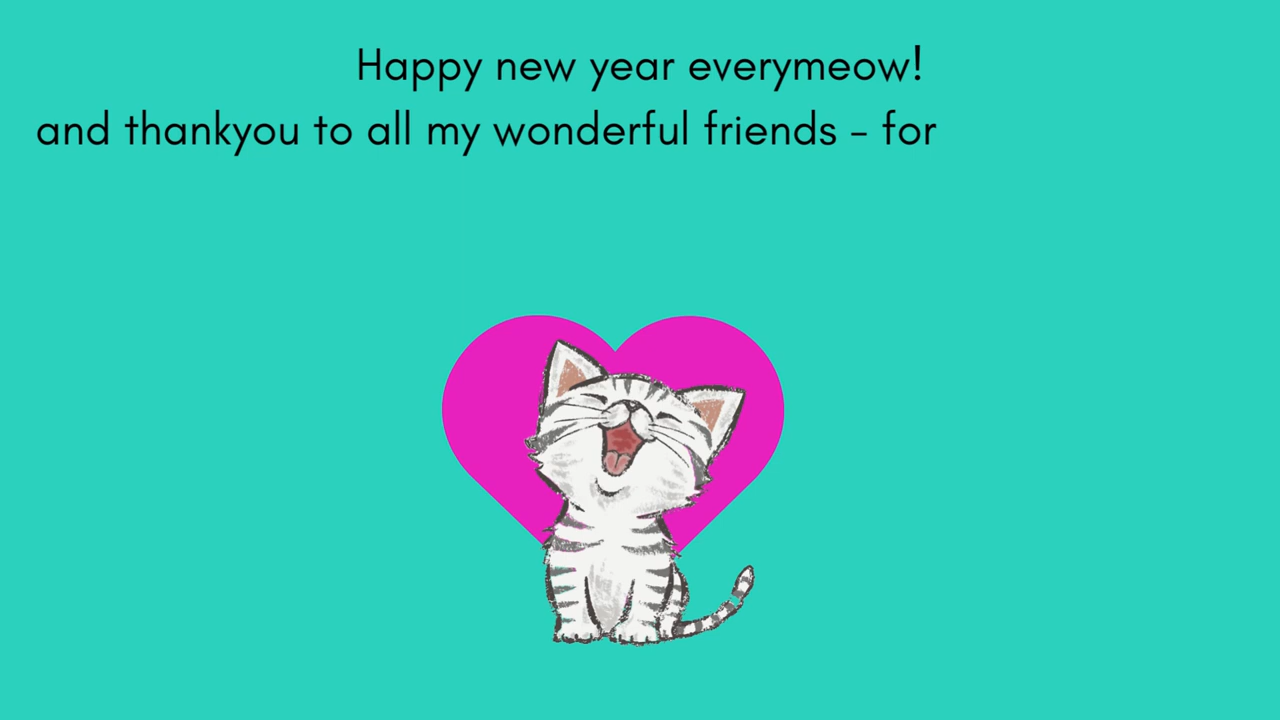 Happy new year everymeow!
and thankyou to all my wonderful friends - for